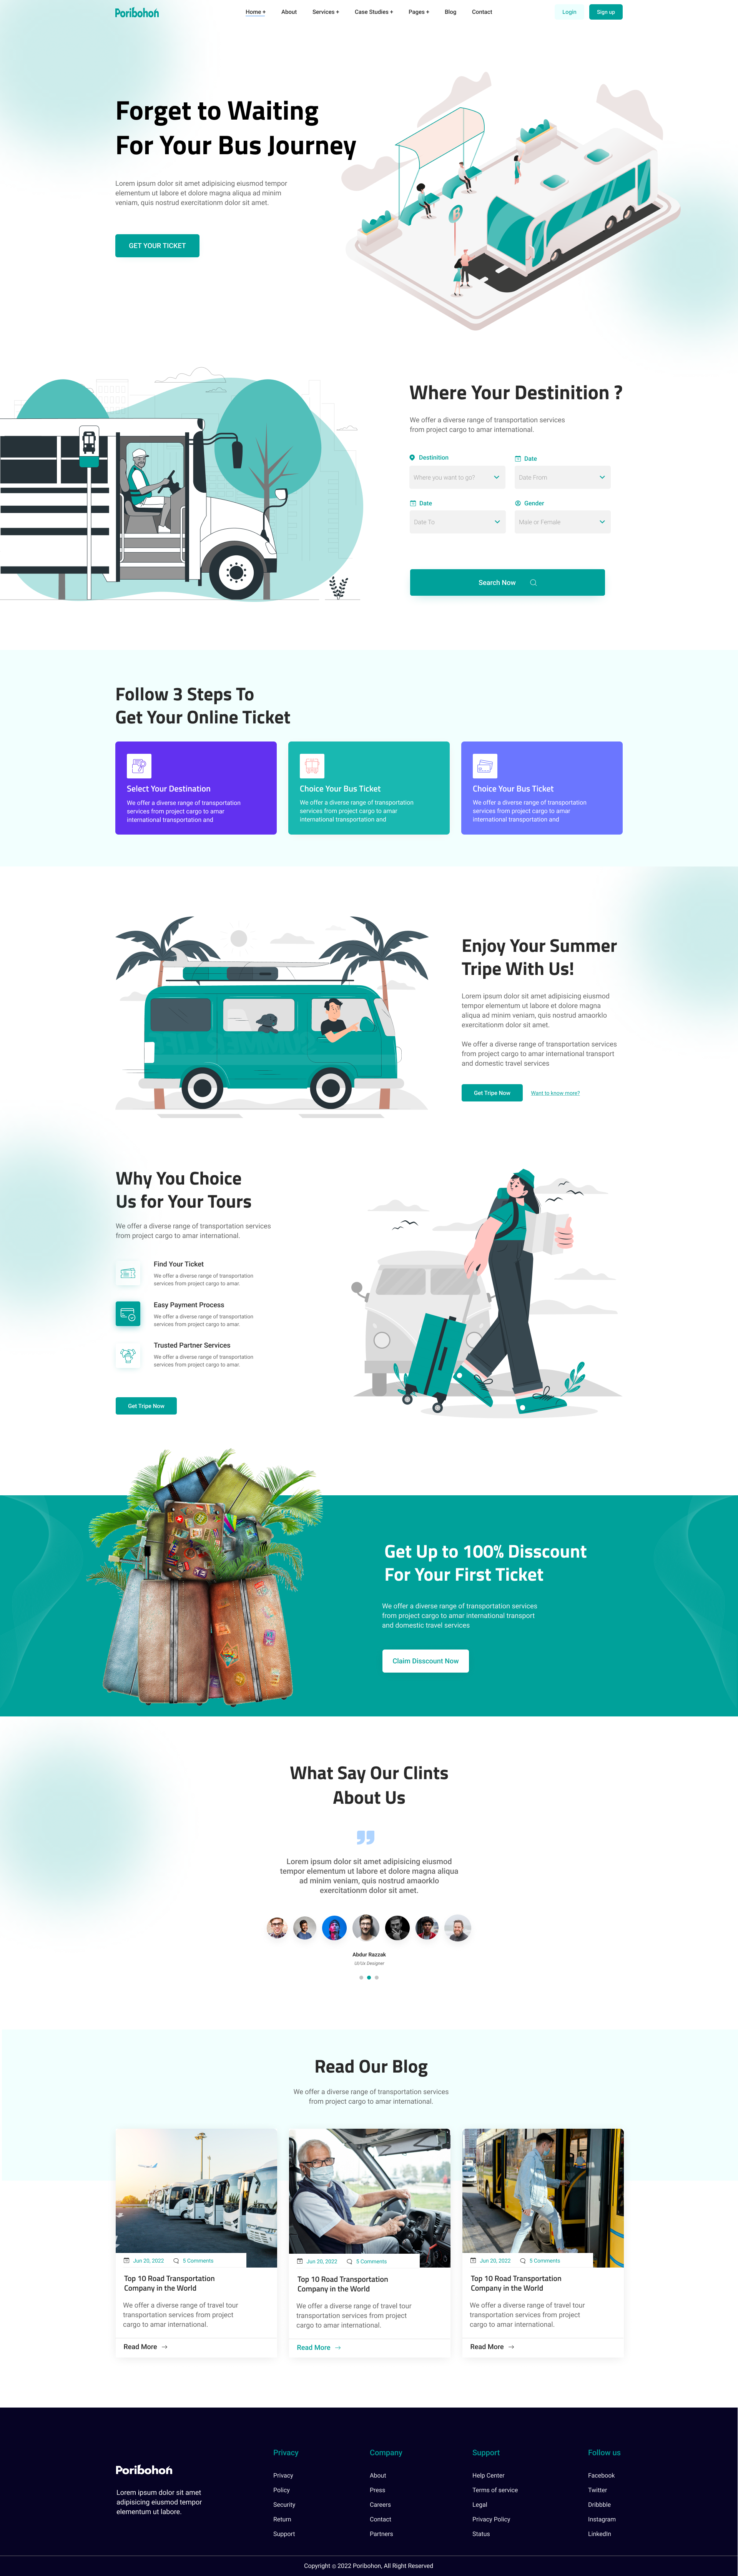 Poribohon
Home +
About
Services +
Case Studies +
Pages +
Blog
Contact
Login
Sign up
Forget to Waiting
For Your Bus Journey
Lorem ipsum dolor sit amet adipisicing eiusmod tempor
elementum ut labore et dolore magna aliqua ad minim
veniam, quis nostrud exercitationm dolor sit amet.
GET YOUR TICKET
Where Your Destinition ?
We offer a diverse range of transportation services
from project cargo to amar international.
Destinition
Date
Where you want to go?
Date From
Date
Gender
Date To
Male or Female
Search Now
Follow 3 Steps To
Get Your Online Ticket
Select Your Destination
We offer a diverse range of transportation
services from project cargo to amar
international transportation and
Choice Your Bus Ticket
We offer a diverse range of transportation
services from project cargo to amar
international transportation and
Choice Your Bus Ticket
We offer a diverse range of transportation
services from project cargo to amar
international transportation and
Enjoy Your Summer
Tripe With Us!
Lorem ipsum dolor sit amet adipisicing eiusmod
tempor elementum ut labore et dolore magna
aliqua ad minim veniam, quis nostrud amaorklo
exercitationm dolor sit amet.
We offer a diverse range of transportation services
from project cargo to amar international transport
and domestic travel services
Get Tripe Now
Want to know more?
Why You Choice
Us for Your Tours
We offer a diverse range of transportation services
from project cargo to amar international.
Find Your Ticket
We offer a diverse range of transportation
services from project cargo to amar.
Easy Payment Process
We offer a diverse range of transportation
services from project cargo to amar.
Trusted Partner Services
We offer a diverse range of transportation
services from project cargo to amar.
Get Tripe Now
Get Up to 100% Disscount
For Your First Ticket
We offer a diverse range of transportation services
from project cargo to amar international transport
and domestic travel services
Claim Disscount Now
What Say Our Clints
About Us
Lorem ipsum dolor sit amet adipisicing eiusmod
tempor elementum ut labore et dolore magna aliqua
ad minim veniam, quis nostrud amaorklo
exercitationm dolor sit amet.
Abdur Razzak
UI/UX Designer
Read Our Blog
We offer a diverse range of transportation services
from project cargo to amar international.
Jun 20, 2022
5 Comments
Top 10 Road Transportation
Company in the World
We offer a diverse range of travel tour
transportation services from project
cargo to amar international.
Read More
Jun 20, 2022
5 Comments
Top 10 Road Transportation
Company in the World
We offer a diverse range of travel tour
transportation services from project
cargo to amar international.
Read More
Jun 20, 2022
5 Comments
Top 10 Road Transportation
Company in the World
We offer a diverse range of travel tour
transportation services from project
cargo to amar international.
Read More
Poribohon
Lorem ipsum dolor sit amet
adipisicing eiusmod tempor
elementum ut labore.
Privacy
Privacy
Policy
Security
Return
Support
Company
About
Press
Careers
Contact
Partners
Support
Help Center
Terms of service
Legal
Privacy Policy
Status
Follow us
Facebook
Twitter
Dribbble
Instagram
LinkedIn
Copyright © 2022 Poribohon, All Right Reserved